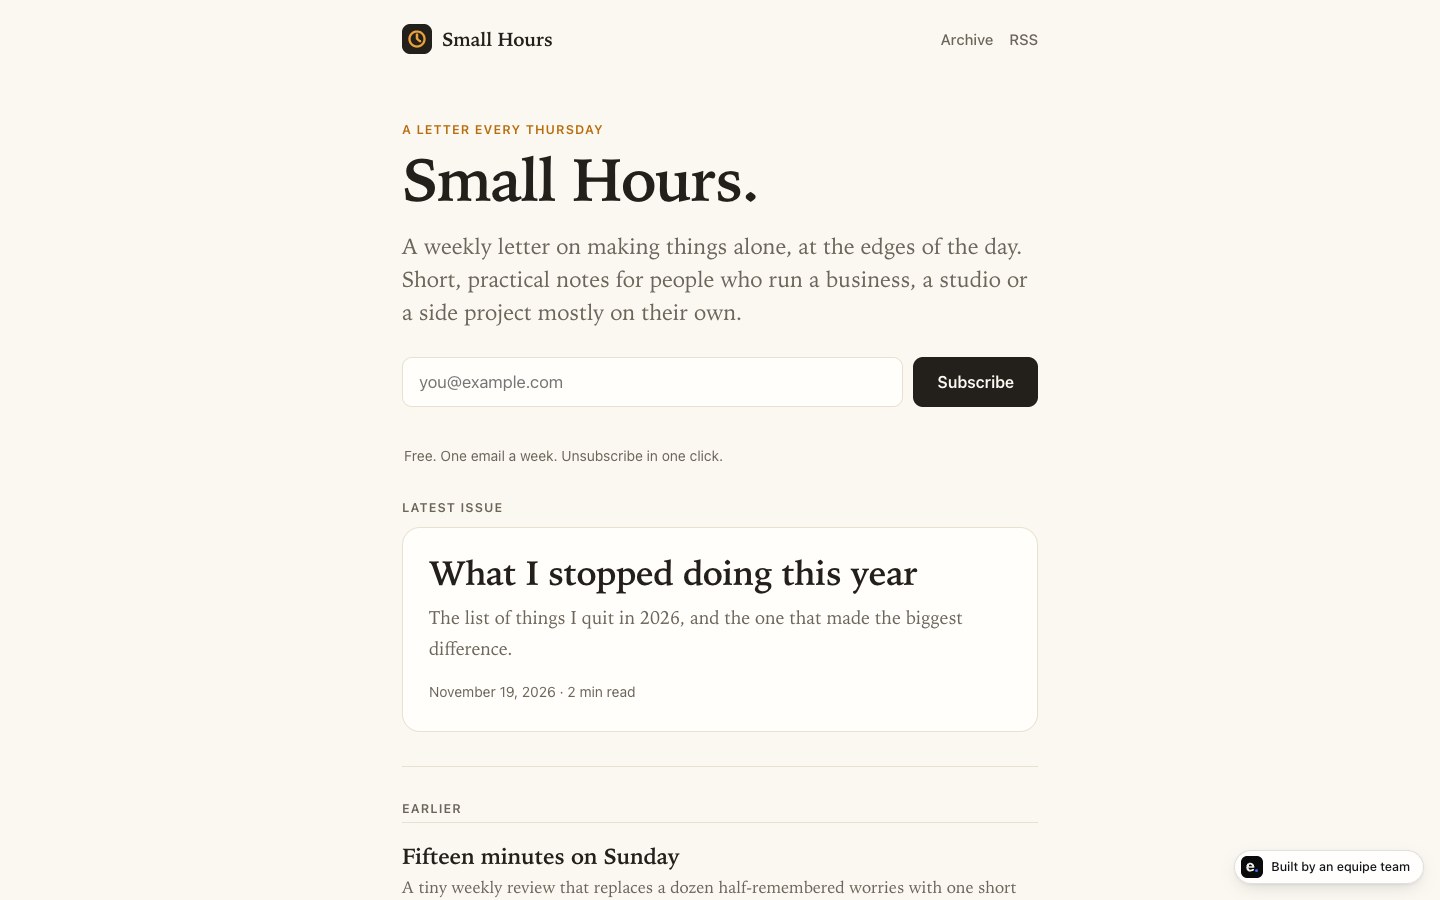 Small Hours
Archive
RSS
A LETTER EVERY THURSDAY
Small Hours.
A weekly letter on making things alone, at the edges of the day.
Short, practical notes for people who run a business, a studio or
a side project mostly on their own.
you@example.com
Subscribe
Free. One email a week. Unsubscribe in one click.
LATEST ISSUE
What I stopped doing this year
The list of things I quit in 2026, and the one that made the biggest
difference.
November 19, 2026 · 2 min read
EARLIER
Fifteen minutes on Sunday
A tiny weekly review that replaces a dozen half-remembered worries with one short
e. Built by an equipe team